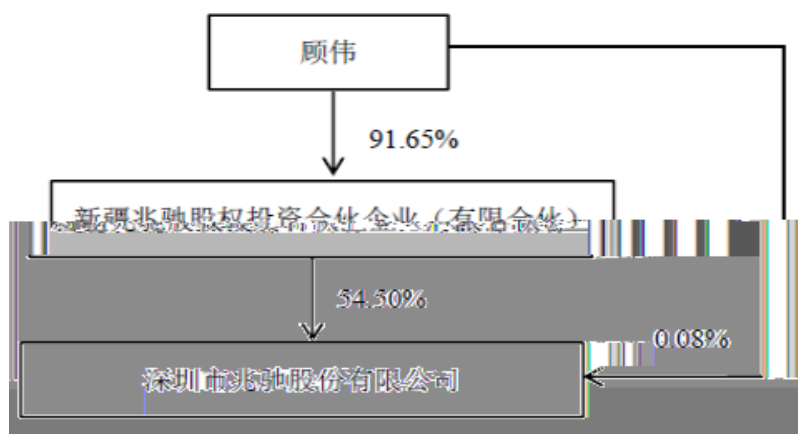 顾伟
91.65%
新疆兆驰股权投资合伙企业（有限合伙）
54.50%
0.08%
深圳市兆驰股份有限公司